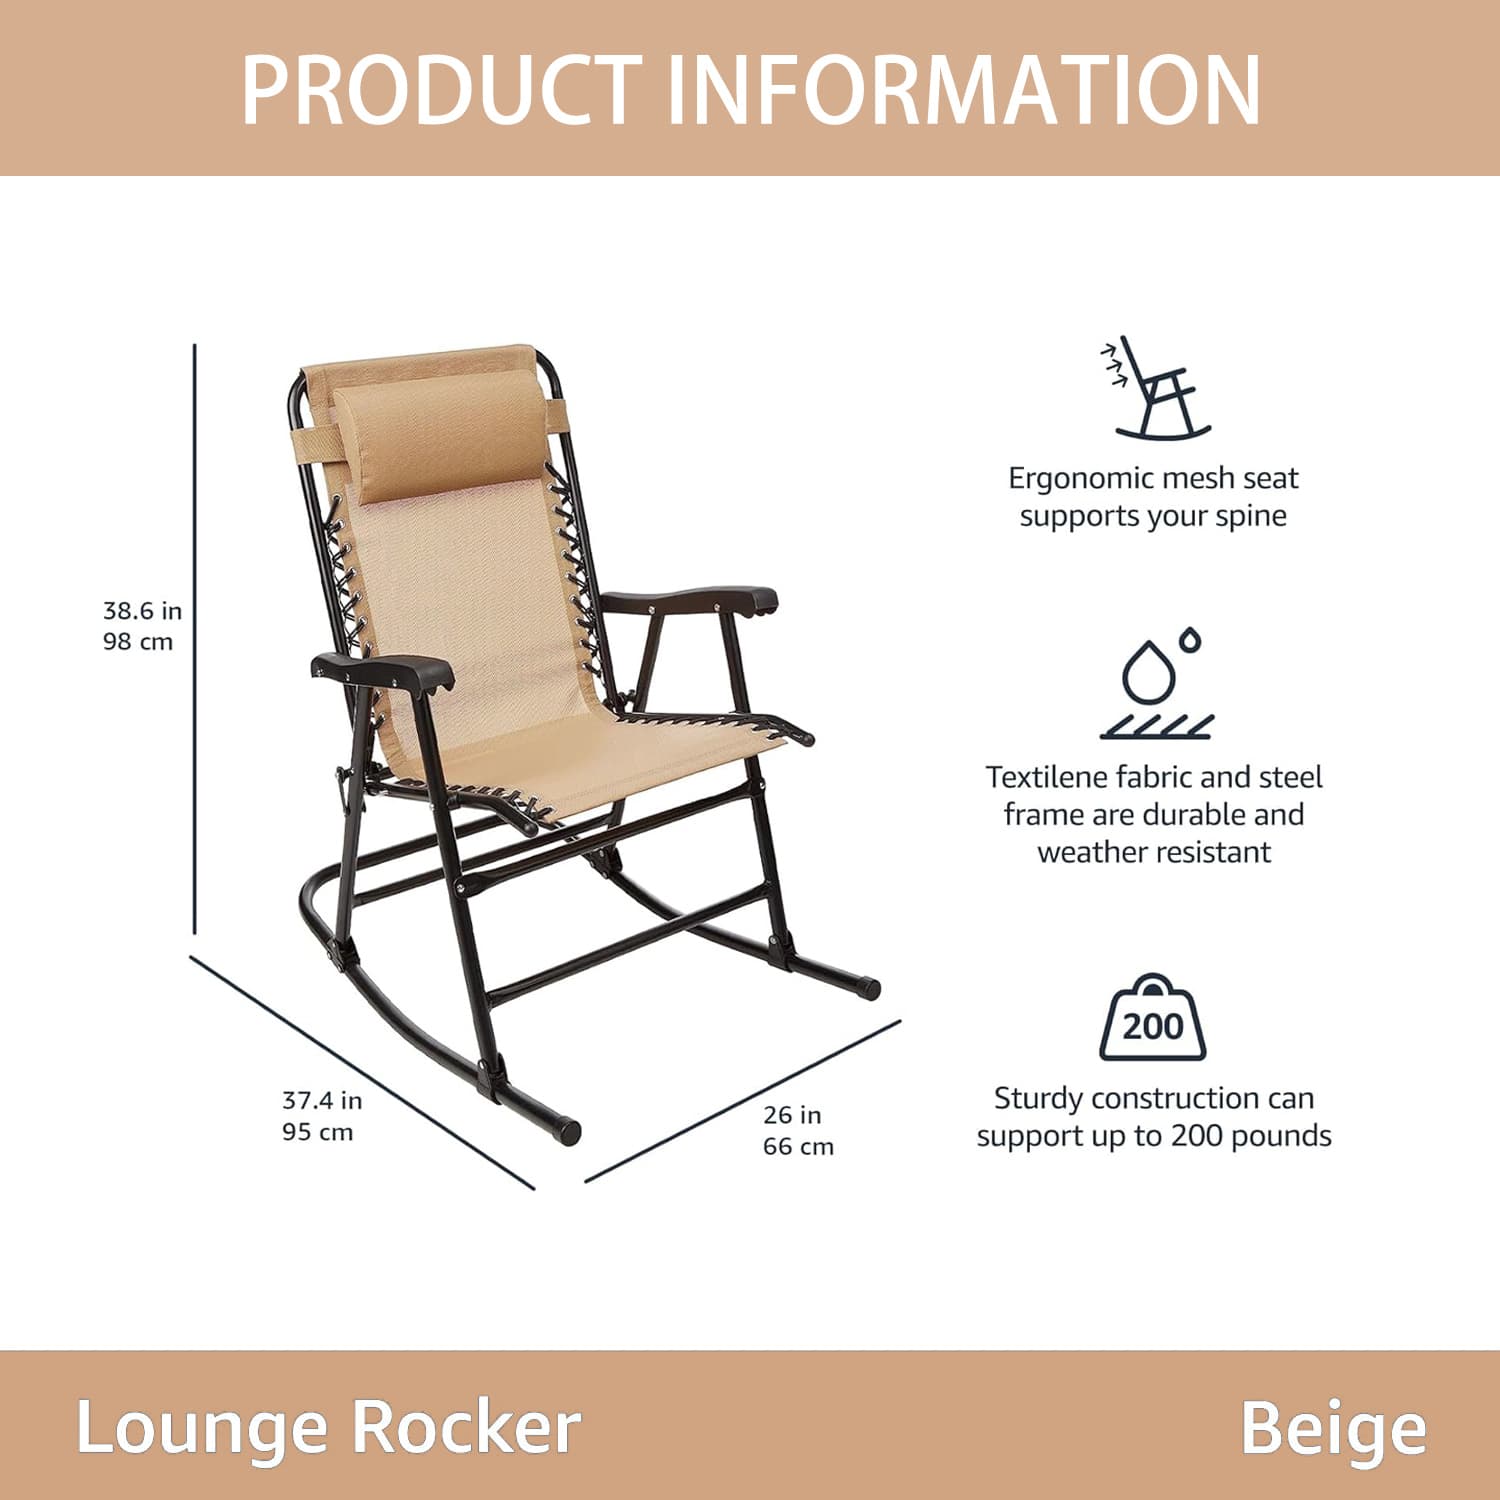 PRODUCT INFORMATION
38.6 in
98 cm
37.4 in
95 cm
26 in
66 cm
Ergonomic mesh seat
supports your spine
Textilene fabric and steel
frame are durable and
weather resistant
200
Sturdy construction can
support up to 200 pounds
Lounge Rocker
Beige